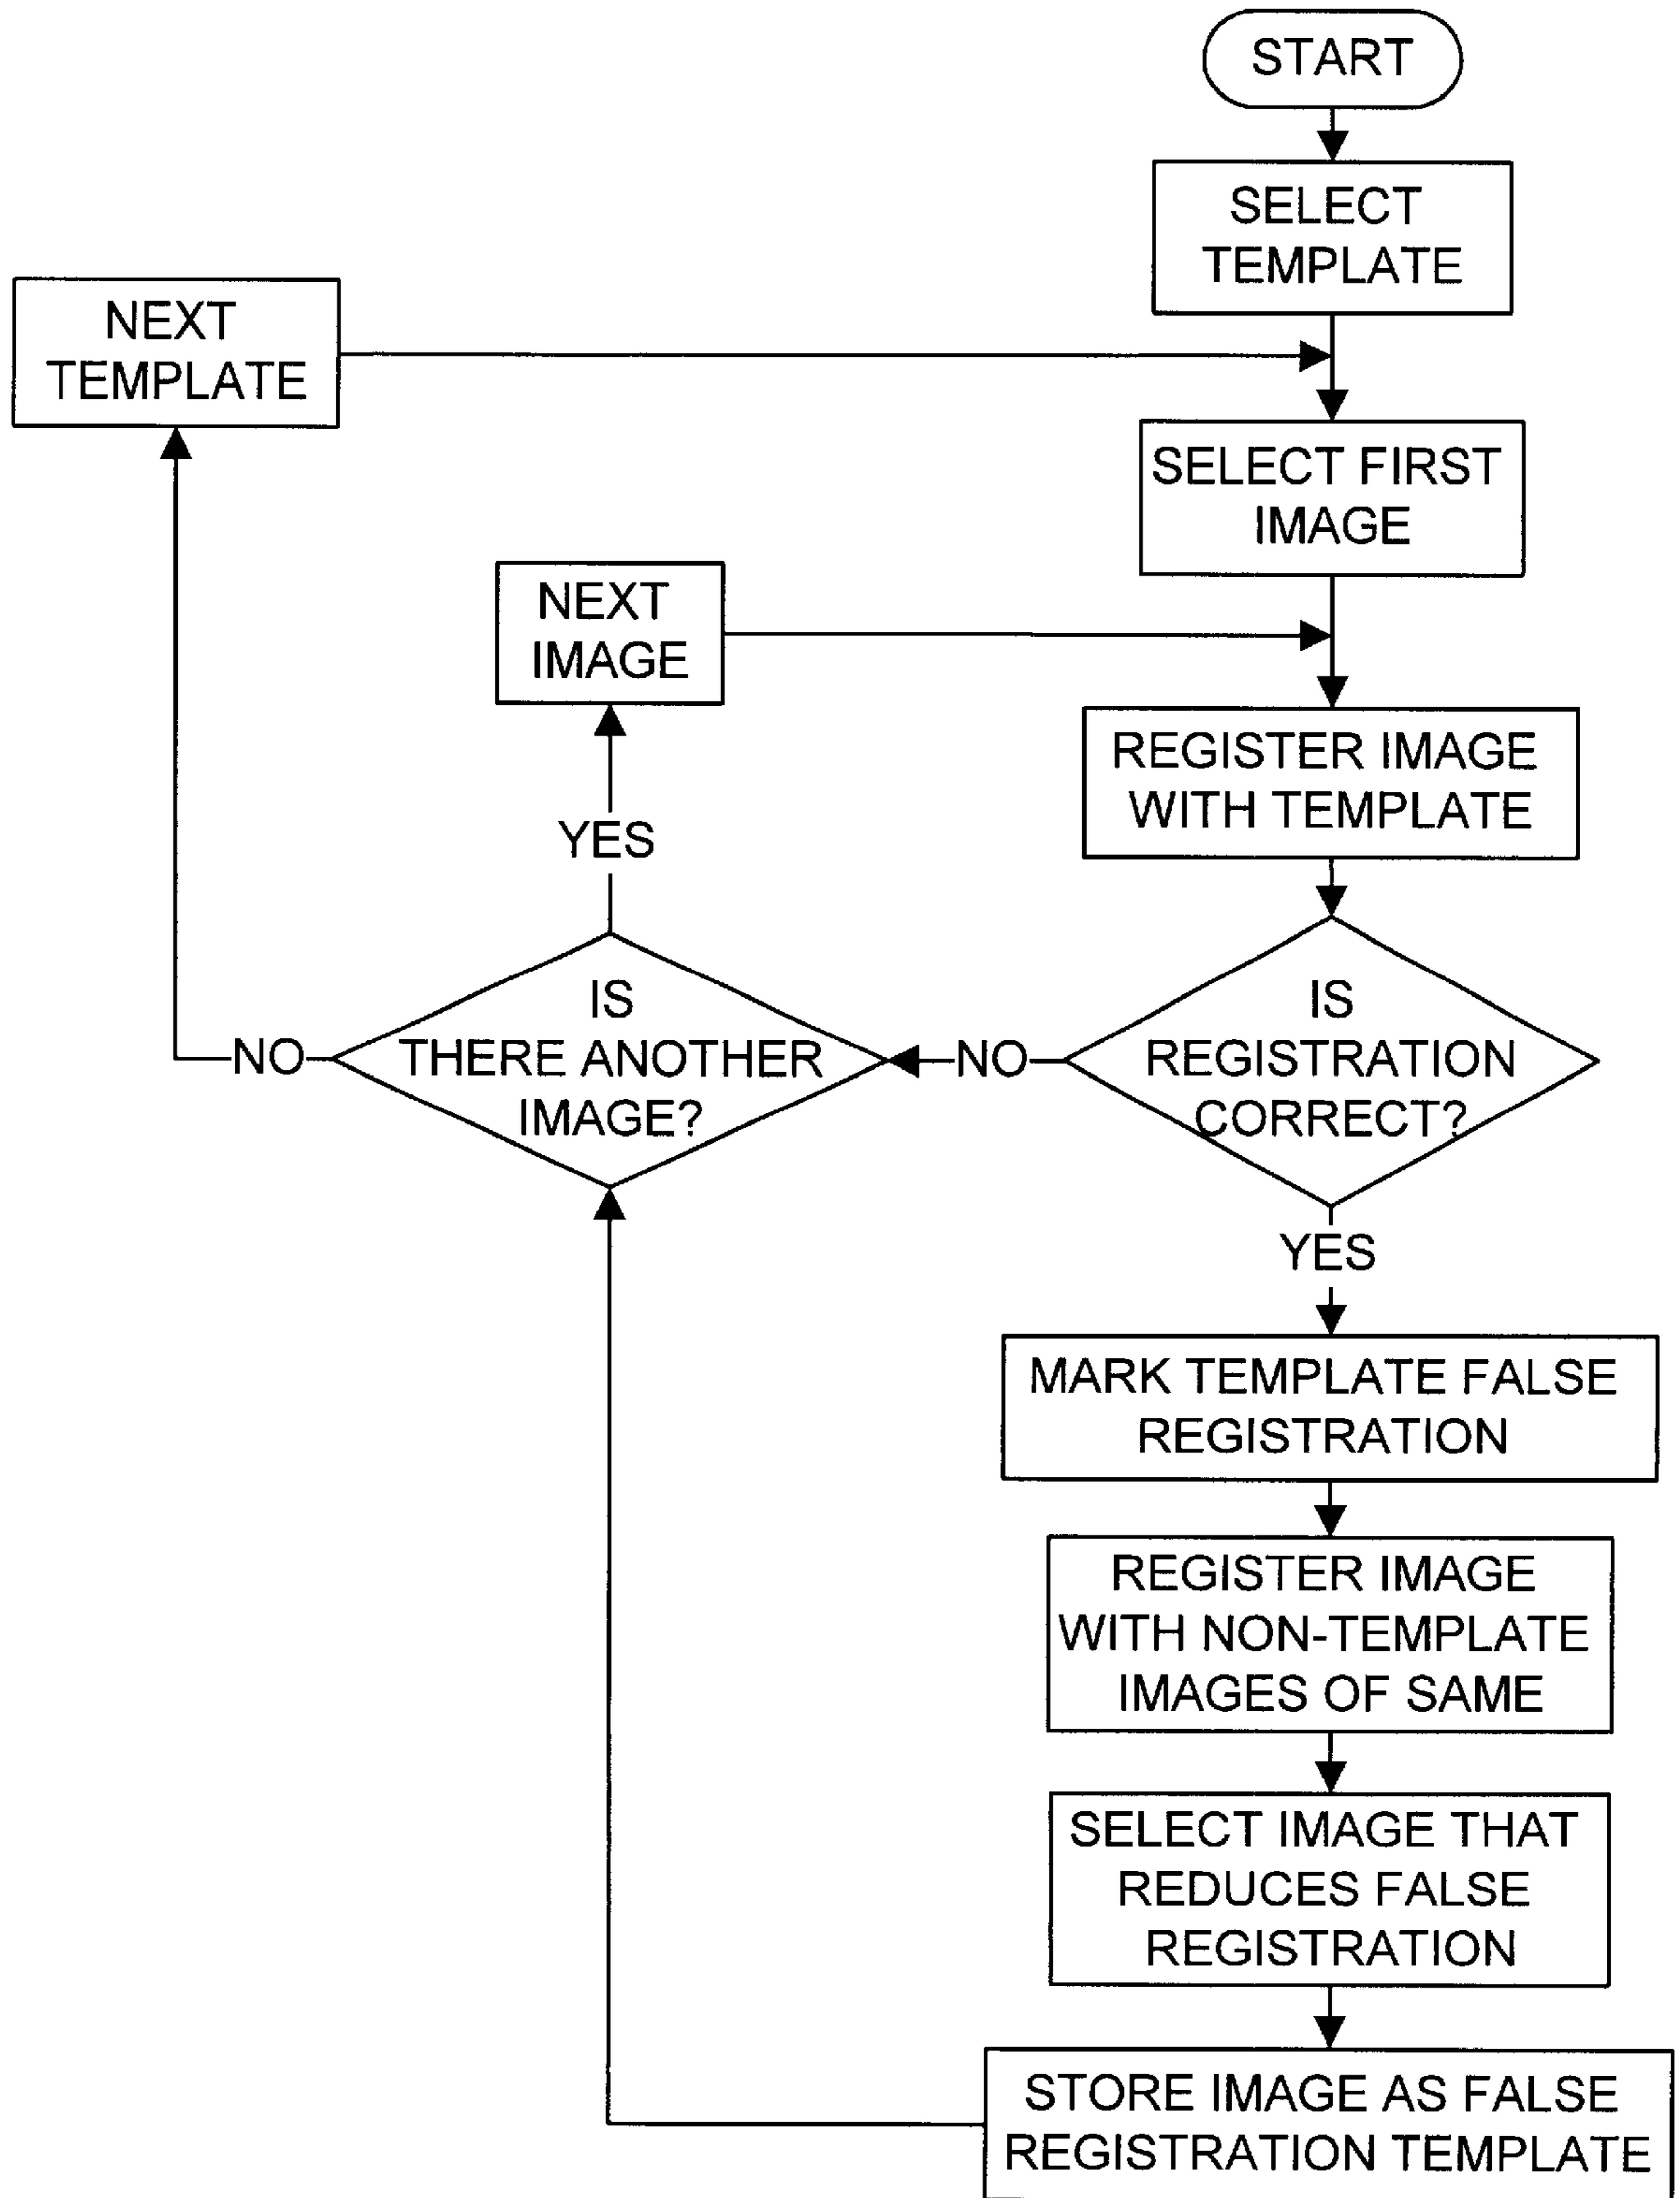 START
SELECT
TEMPLATE
NEXT
TEMPLATE
SELECT FIRST
IMAGE
NEXT
IMAGE
REGISTER IMAGE
WITH TEMPLATE
YES
IS
THERE ANOTHER
IMAGE?
NO
NO
IS
REGISTRATION
CORRECT?
YES
MARK TEMPLATE FALSE
REGISTRATION
REGISTER IMAGE
WITH NON-TEMPLATE
IMAGES OF SAME
SELECT IMAGE THAT
REDUCES FALSE
REGISTRATION
STORE IMAGE AS FALSE
REGISTRATION TEMPLATE